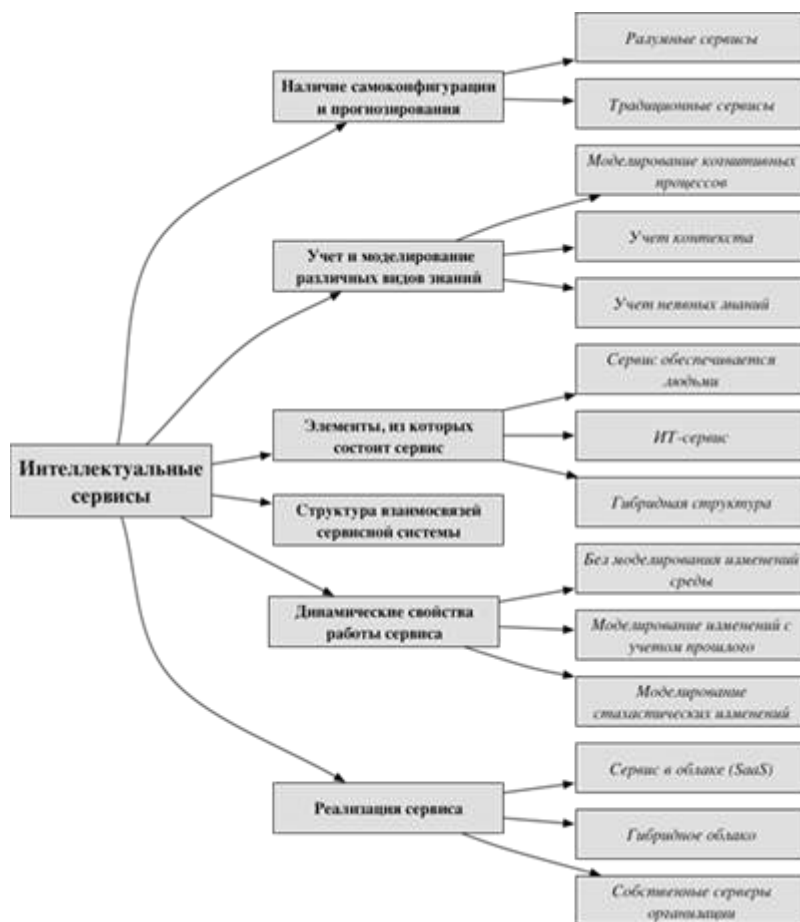 Интеллектуальные
сервисы
Наличие самоконфигурации
и прогнозирования
Разумные сервисы
Традиционные сервисы
Учет и моделирование
различных видов знаний
Моделирование когнитивных
процессов
Учет контекста
Учет неявных знаний
Элементы, из которых
состоит сервис
Сервис обеспечивается
людьми
ИТ-сервис
Гибридная структура
Структура взаимосвязей
сервисной системы
Динамические свойства
работы сервиса
Без моделирования изменений
среды
Моделирование изменений с
учетом прошлого
Моделирование
стахастических изменений
Реализация сервиса
Сервис в облаке (SaaS)
Гибридное облако
Собственные серверы
организации